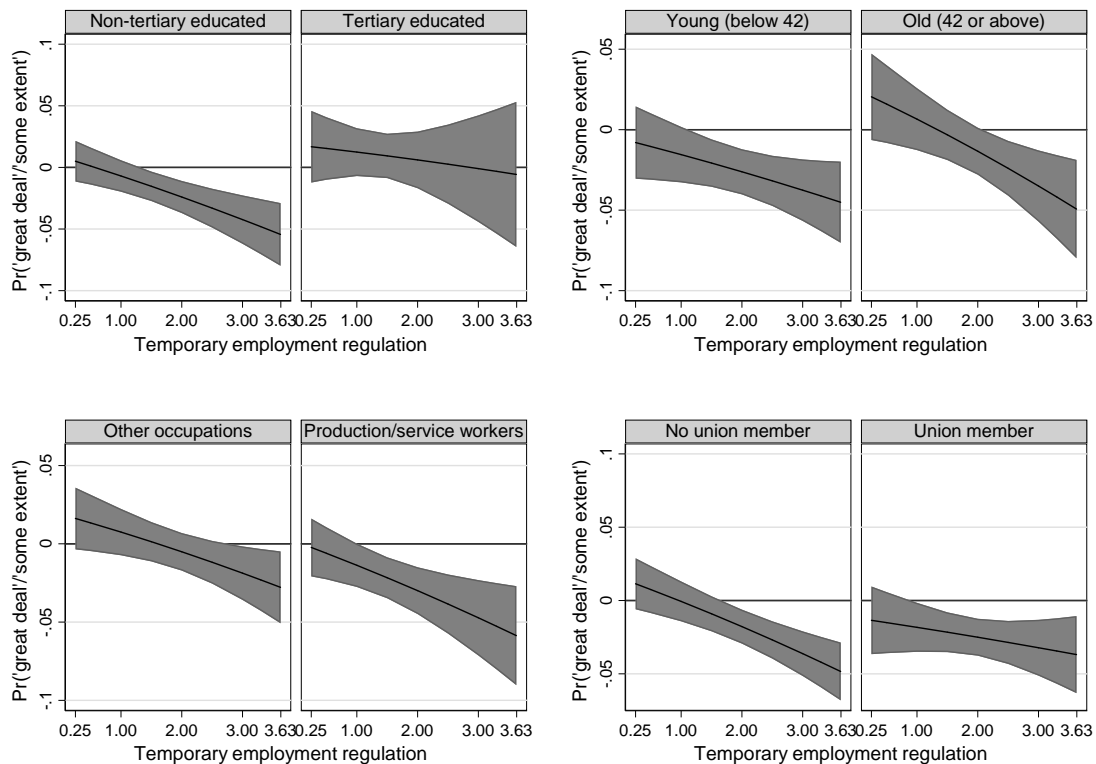 Non-tertiary educated
Tertiary educated
Pr('great deal'/'some extent')
.1
.05
0
-.05
-.1
0.25 1.00 2.00 3.00 3.63
0.25 1.00 2.00 3.00 3.63
Temporary employment regulation
Young (below 42)
Old (42 or above)
Pr('great deal'/'some extent')
.05
0
-.05
-.1
0.25 1.00 2.00 3.00 3.63
0.25 1.00 2.00 3.00 3.63
Temporary employment regulation
Other occupations
Production/service workers
Pr('great deal'/'some extent')
.05
0
-.05
-.1
0.25 1.00 2.00 3.00 3.63
0.25 1.00 2.00 3.00 3.63
Temporary employment regulation
No union member
Union member
Pr('great deal'/'some extent')
.1
.05
0
-.05
0.25 1.00 2.00 3.00 3.63
0.25 1.00 2.00 3.00 3.63
Temporary employment regulation